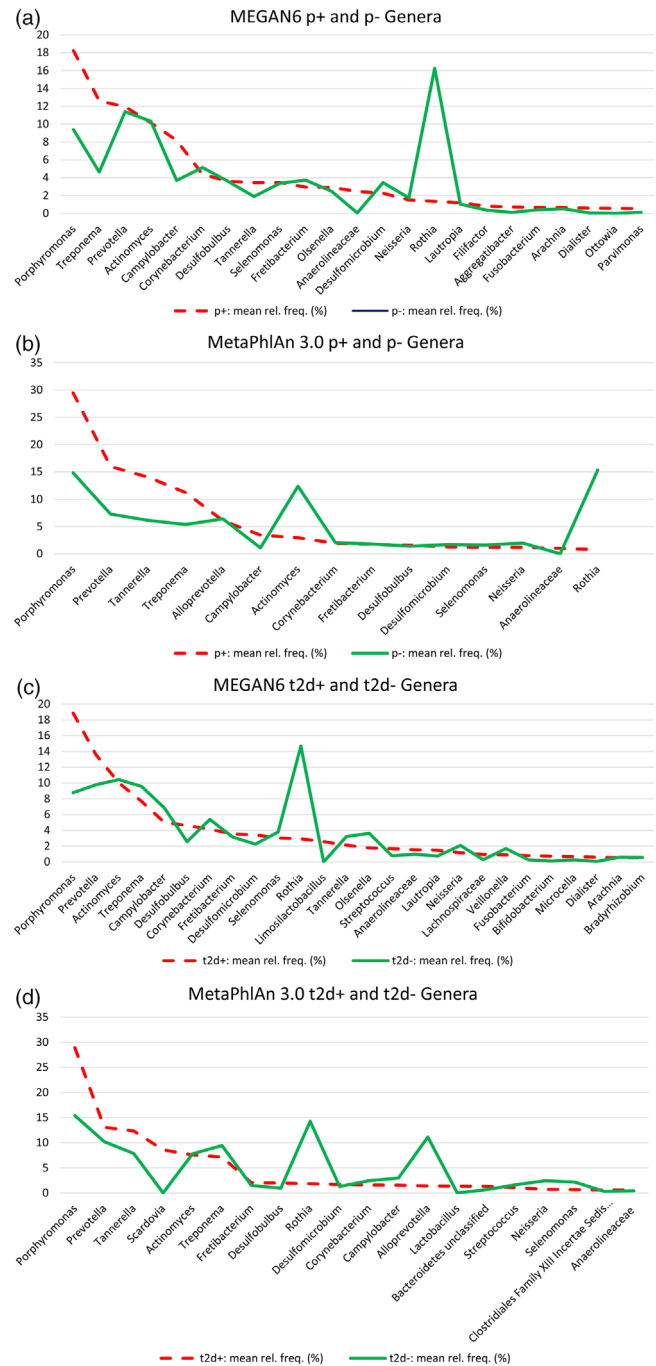 (a)
MEGAN6 p+ and p- Genera
20
18
16
14
12
10
8
6
4
2
0
Porphyromonas
Treponema
Prevotella
Actinomyces
Campylobacter
Corynebacterium
Desulfobulbus
Tannerella
Selenomonas
Fretibacterium
Olsenella
Anaerolineaceae
Desulfomicrobium
Neisseria
Rothia
Lautropia
Filifactor
Aggregatibacter
Fusobacterium
Arachnia
Dialister
Ottowia
Parvimonas
p+: mean rel. freq. (%)
p-: mean rel. freq. (%)
(b)
MetaPhlAn 3.0 p+ and p- Genera
35
30
25
20
15
10
5
0
Porphyromonas
Prevotella
Tannerella
Treponema
Alloprevotella
Campylobacter
Actinomyces
Corynebacterium
Fretibacterium
Desulfobulbus
Desulfomicrobium
Selenomonas
Neisseria
Anaerolineaceae
Rothia
p+: mean rel. freq. (%)
p-: mean rel. freq. (%)
(c)
MEGAN6 t2d+ and t2d- Genera
20
18
16
14
12
10
8
6
4
2
0
Porphyromonas
Prevotella
Actinomyces
Treponema
Campylobacter
Desulfobulbus
Corynebacterium
Fretibacterium
Desulfomicrobium
Selenomonas
Rothia
Limosilactobacillus
Tannerella
Olsenella
Streptococcus
Anaerolineaceae
Lautropia
Neisseria
Lachnospiraceae
Veillonella
Fusobacterium
Bifidobacterium
Microcella
Dialister
Arachnia
Bradyrhizobium
t2d+: mean rel. freq. (%)
t2d-: mean rel. freq. (%)
(d)
MetaPhlAn 3.0 t2d+ and t2d- Genera
35
30
25
20
15
10
5
0
Porphyromonas
Prevotella
Tannerella
Scardovia
Actinomyces
Treponema
Fretibacterium
Desulfobulbus
Rothia
Desulfomicrobium
Corynebacterium
Campylobacter
Alloprevotella
Lactobacillus
Bacteroidetes unclassified
Streptococcus
Neisseria
Selenomonas
Clostridiales Family XIII Incertae Sedis...
Anaerolineaceae
t2d+: mean rel. freq. (%)
t2d-: mean rel. freq. (%)